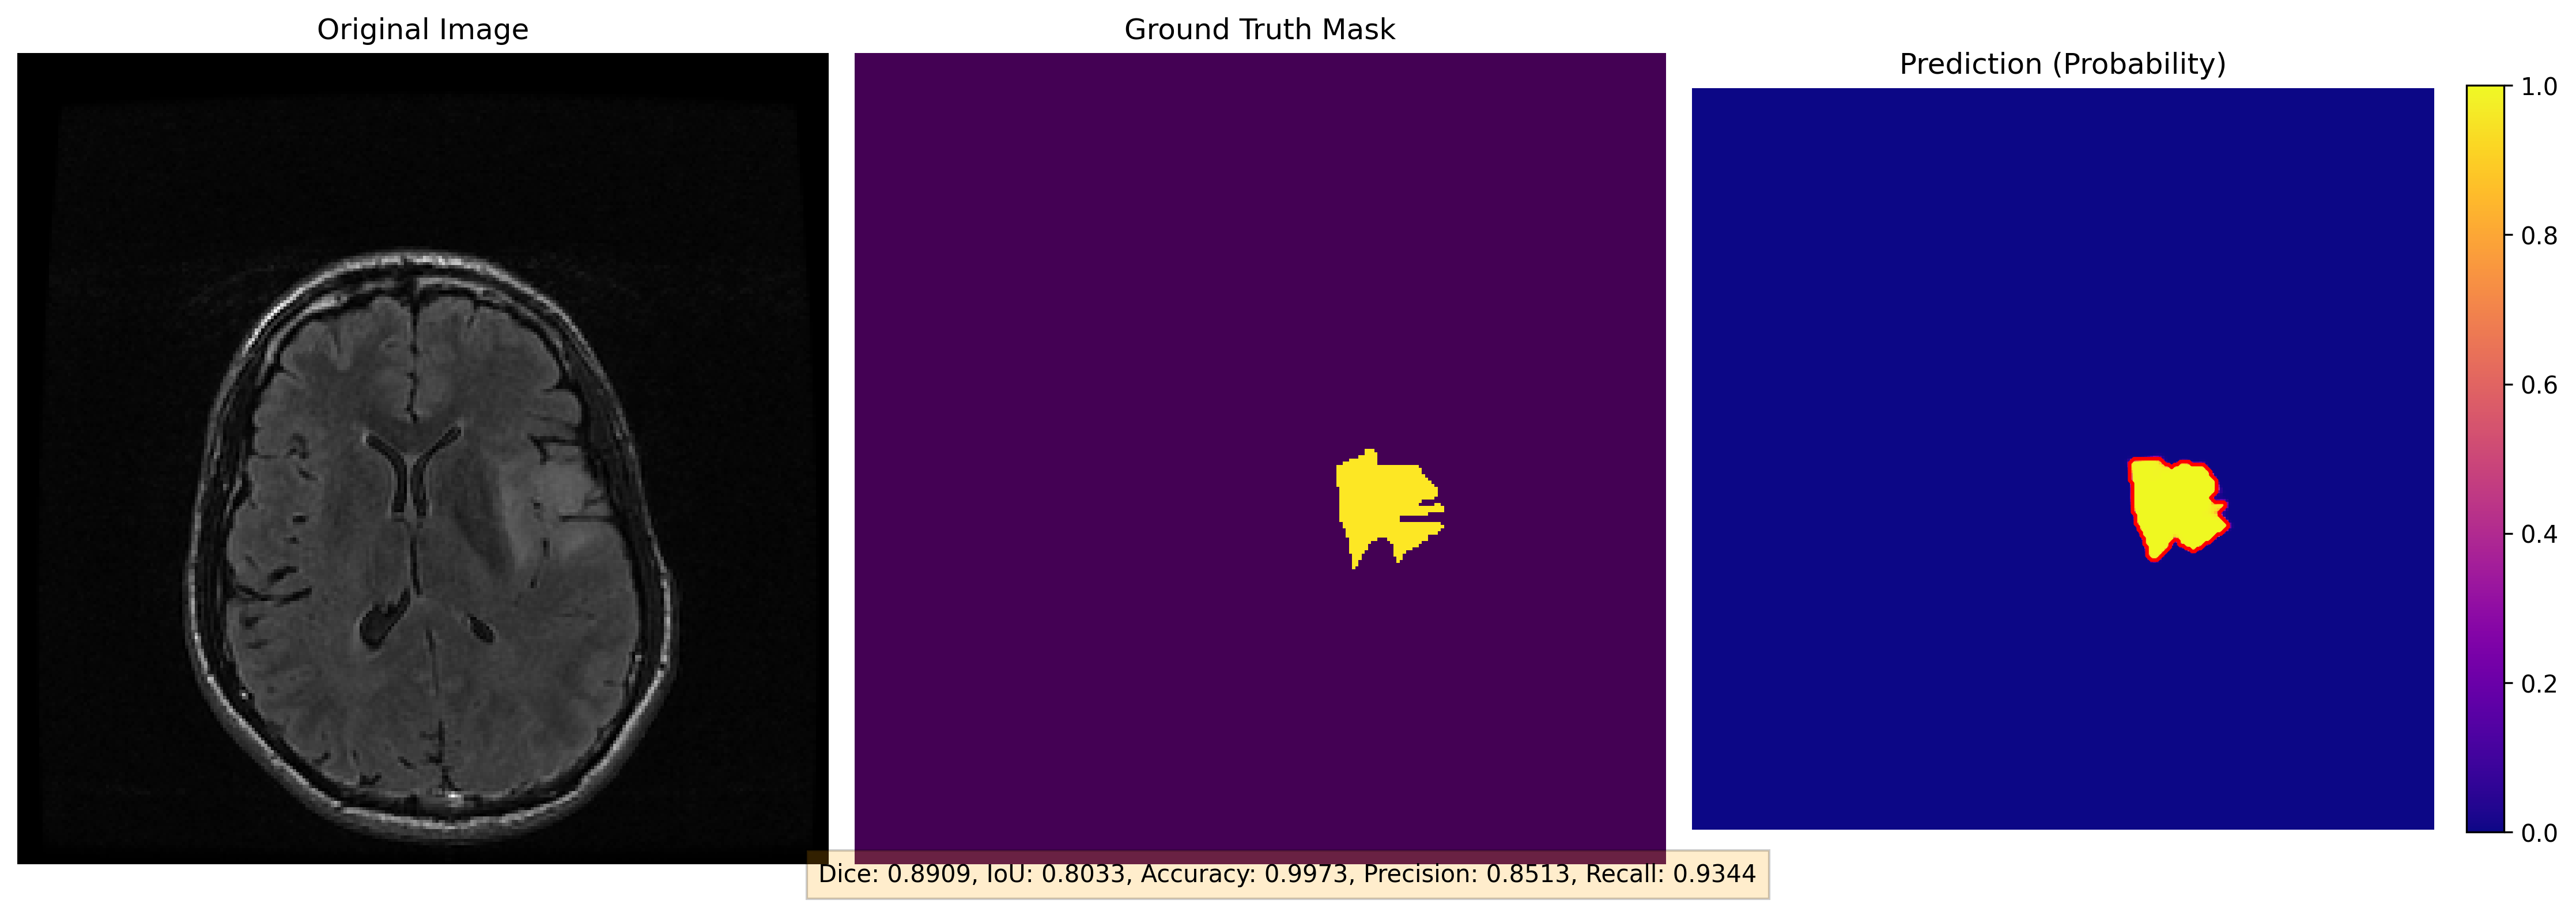 Original Image
Ground Truth Mask
Prediction (Probability)
1.0
0.8
0.6
0.4
0.2
0.0
Dice: 0.8909, IoU: 0.8033, Accuracy: 0.9973, Precision: 0.8513, Recall: 0.9344